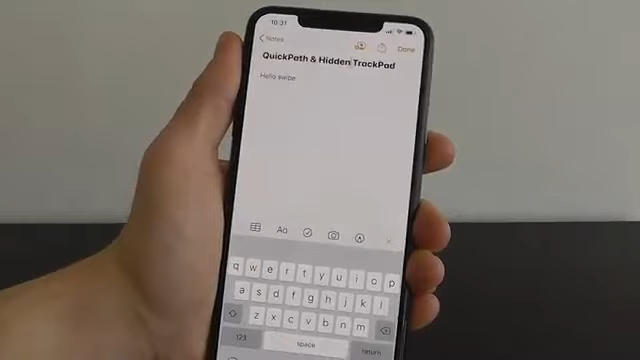 10:31
Notes
Done
QuickPath & Hidden TrackPad
Hello swipe
Aa
q w e r t y u i o p
a s d f g h j k l
z x c v b n m
123 space return